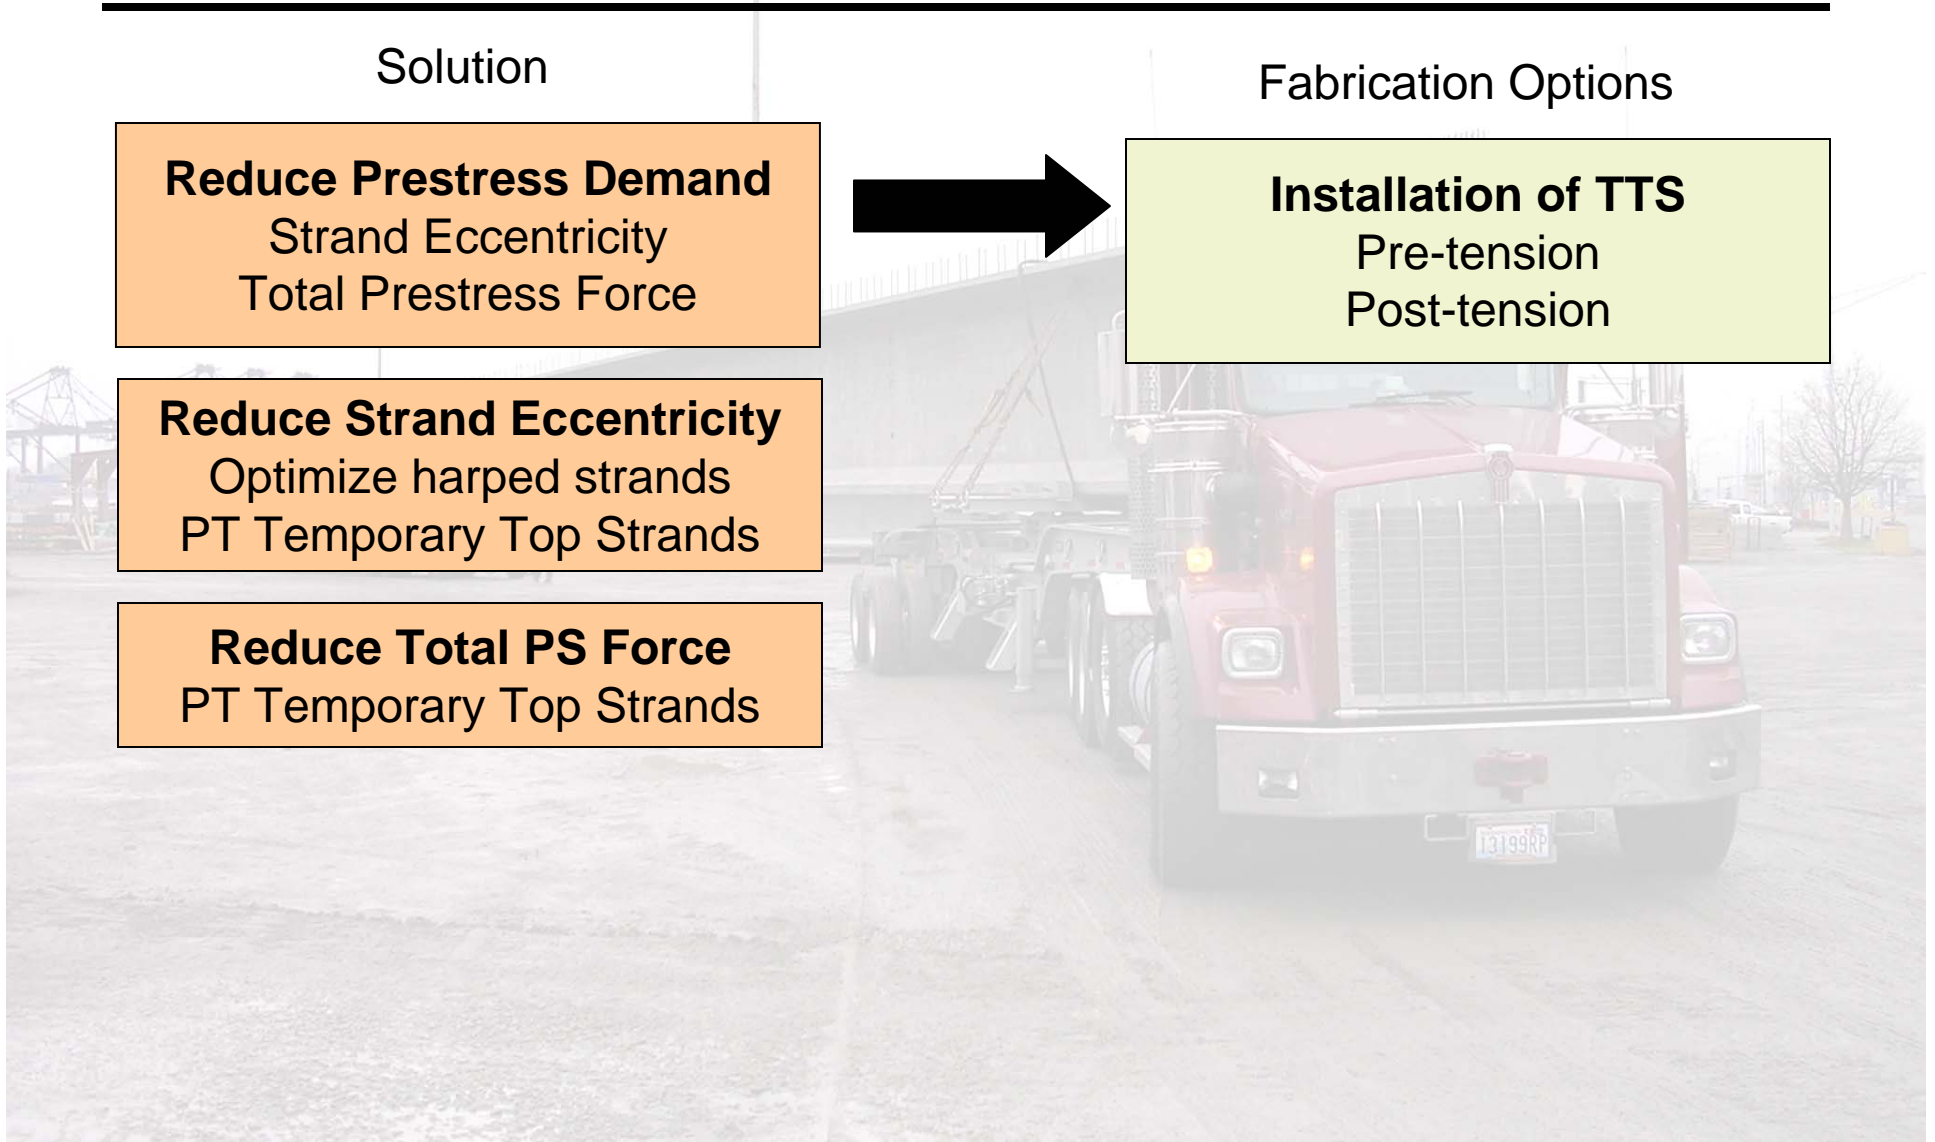 Solution
Fabrication Options
Reduce Prestress Demand
Strand Eccentricity
Total Prestress Force
Installation of TTS
Pre-tension
Post-tension
Reduce Strand Eccentricity
Optimize harped strands
PT Temporary Top Strands
Reduce Total PS Force
PT Temporary Top Strands
13199RP